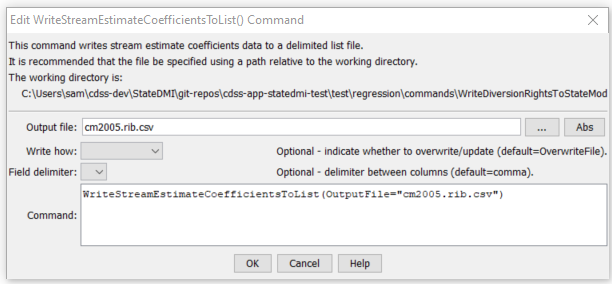 Edit WriteStreamEstimateCoefficientsToList() Command
This command writes stream estimate coefficients data to a delimited list file.
It is recommended that the file be specified using a path relative to the working directory.
The working directory is:
C:\Users\sam\cdss-dev\StateDMI\git-repos\cdss-app-statedmi-test\test\regression\commands\WriteDiversionRightsToStateMod
Output file: cm2005.rib.csv ... Abs
Write how: Optional - indicate whether to overwrite/update (default=OverwriteFile).
Field delimiter: Optional - delimiter between columns (default=comma).
WriteStreamEstimateCoefficientsToList(OutputFile="cm2005.rib.csv")
Command:
OK Cancel Help